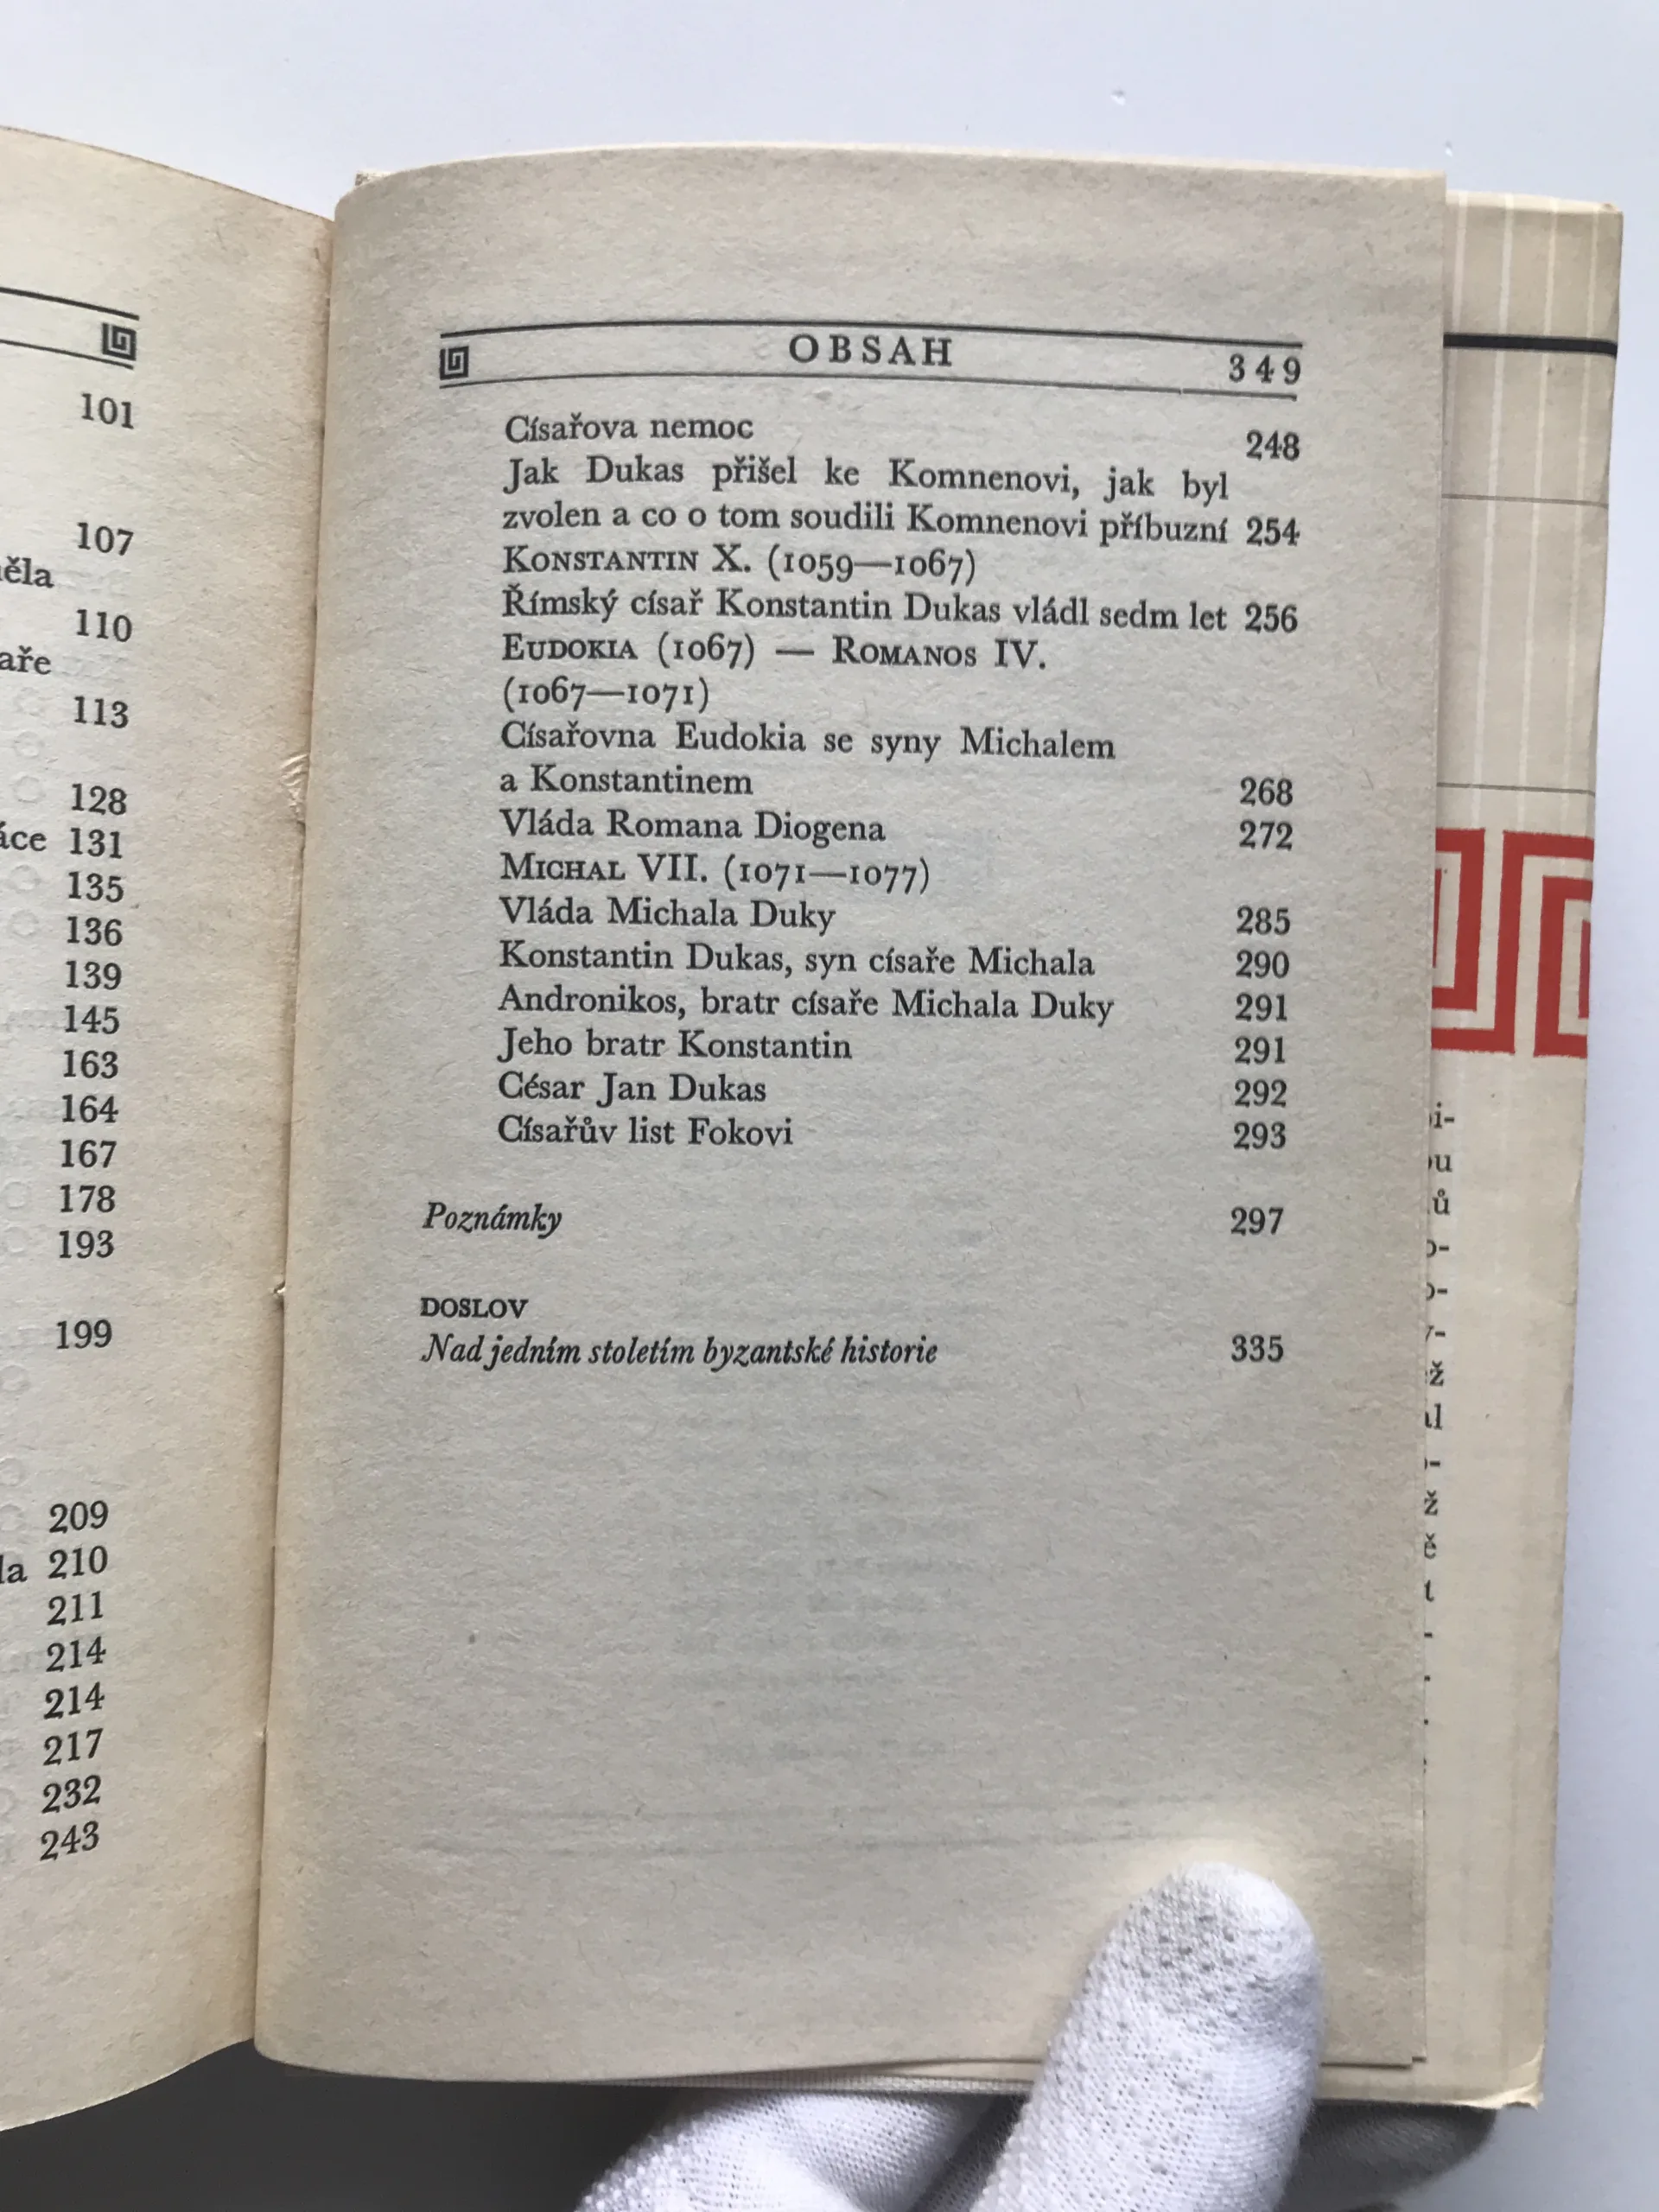 101
107
ěla
110
aře
113
128
áce 131
135
136
139
145
163
164
167
178
193
199
209
la 210
211
214
214
217
232
243
OBSAH 349
Císařova nemoc 248
Jak Dukas přišel ke Komnenovi, jak byl
zvolen a co o tom soudili Komnenovi příbuzní 254
KONSTANTIN X. (1059—1067)
Římský císař Konstantin Dukas vládl sedm let 256
EUDOKIA (1067) — ROMANOS IV.
(1067—1071)
Císařovna Eudokia se syny Michalem
a Konstantinem 268
Vláda Romana Diogena 272
MICHAL VII. (1071—1077)
Vláda Michala Duky 285
Konstantin Dukas, syn císaře Michala 290
Andronikos, bratr císaře Michala Duky 291
Jeho bratr Konstantin 291
César Jan Dukas 292
Císařův list Fokovi 293
Poznámky 297
DOSLOV
Nad jedním stoletím byzantské historie 335
i-
u
ů
o-
o-
y-
ž
al
-
ž
ě
t
-